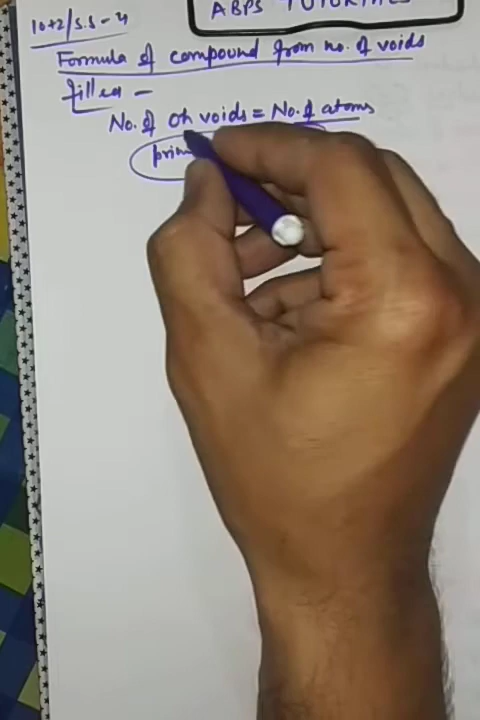 ABPS TUTORIALS
10+2/S.S-4
Formula of compound from no. of voids
filled -
No. of oh voids = No. of atoms